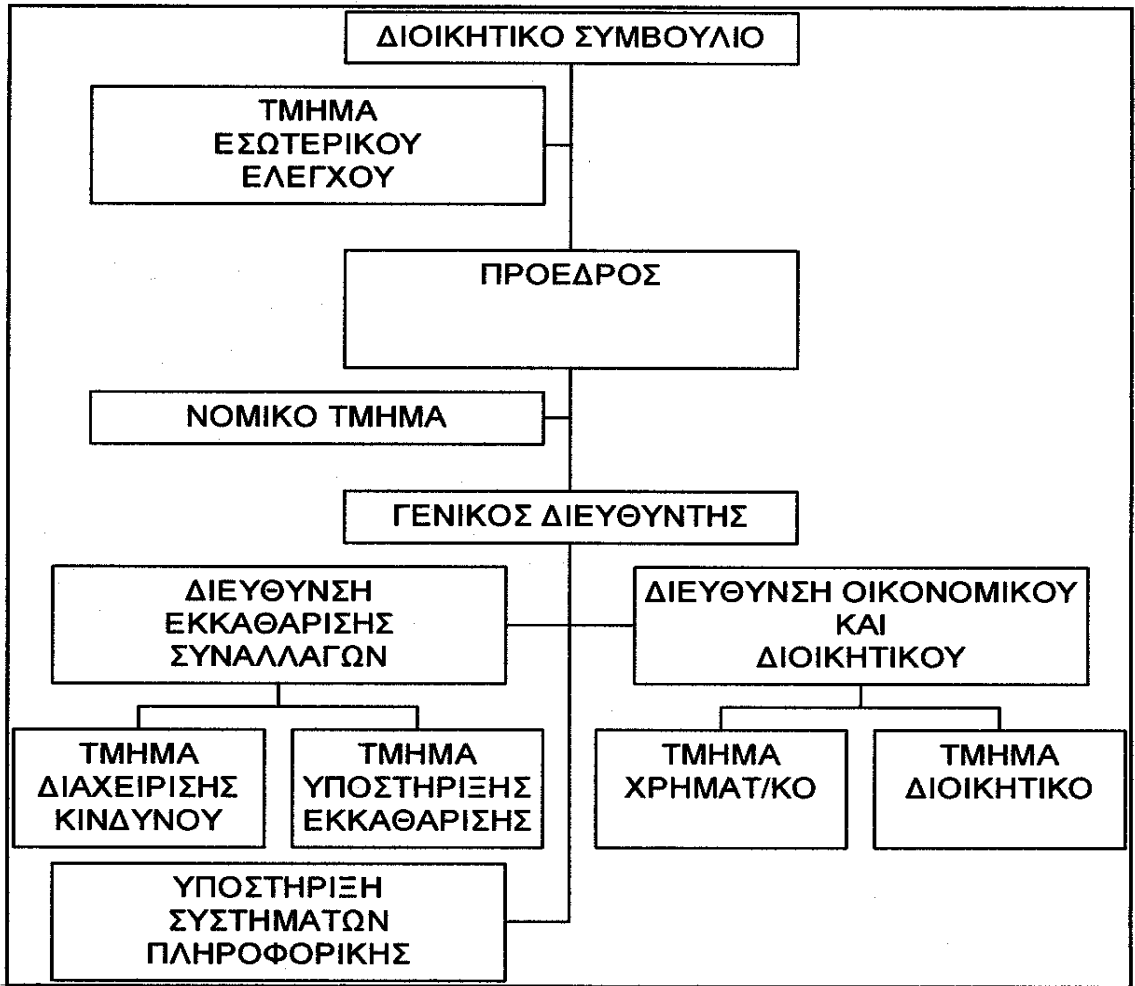 ΔΙΟΙΚΗΤΙΚΟ ΣΥΜΒΟΥΛΙΟ
ΤΜΗΜΑ
ΕΣΩΤΕΡΙΚΟΥ
ΕΛΕΓΧΟΥ
ΠΡΟΕΔΡΟΣ
ΝΟΜΙΚΟ ΤΜΗΜΑ
ΓΕΝΙΚΟΣ ΔΙΕΥΘΥΝΤΗΣ
ΔΙΕΥΘΥΝΣΗ
ΕΚΚΑΘΑΡΙΣΗΣ
ΣΥΝΑΛΛΑΓΩΝ
ΔΙΕΥΘΥΝΣΗ ΟΙΚΟΝΟΜΙΚΟΥ
ΚΑΙ
ΔΙΟΙΚΗΤΙΚΟΥ
ΤΜΗΜΑ
ΔΙΑΧΕΙΡΙΣΗΣ
ΚΙΝΔΥΝΟΥ
ΤΜΗΜΑ
ΥΠΟΣΤΗΡΙΞΗΣ
ΕΚΚΑΘΑΡΙΣΗΣ
ΤΜΗΜΑ
ΧΡΗΜΑΤ/ΚΟ
ΤΜΗΜΑ
ΔΙΟΙΚΗΤΙΚΟ
ΥΠΟΣΤΗΡΙΞΗ
ΣΥΣΤΗΜΑΤΩΝ
ΠΛΗΡΟΦΟΡΙΚΗΣ